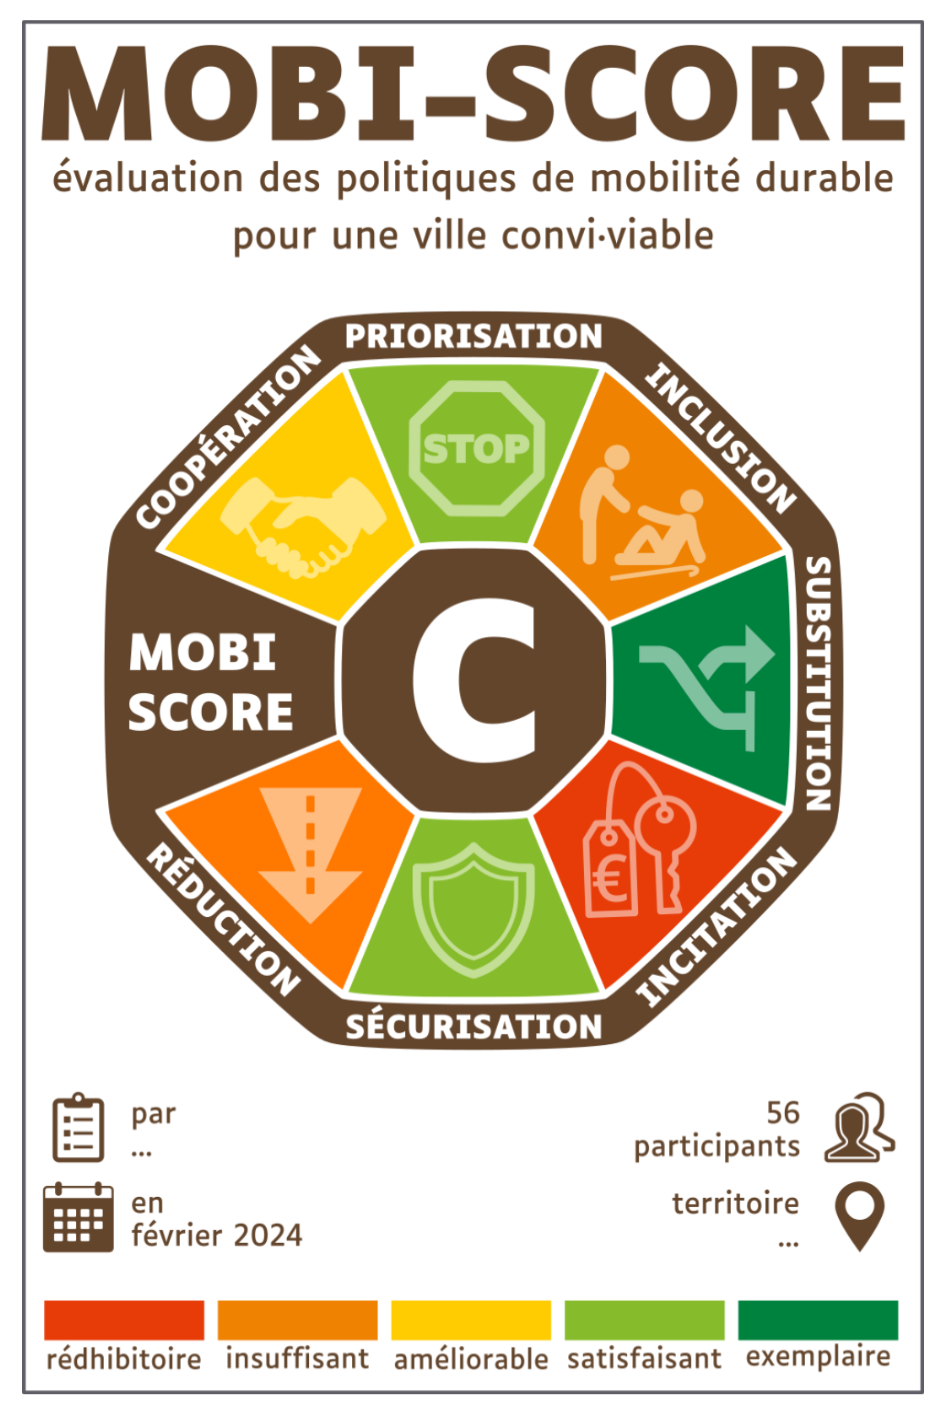 MOBI-SCORE
évaluation des politiques de mobilité durable
pour une ville convi·viable
PRIORISATION
COOPÉRATION
INCLUSION
STOP
SUBSTITUTION
MOBI
SCORE
C
€
RÉDUCTION
INCITATION
SÉCURISATION
par
...
56
participants
en
février 2024
territoire
...
rédhibitoire
insuffisant
améliorable
satisfaisant
exemplaire